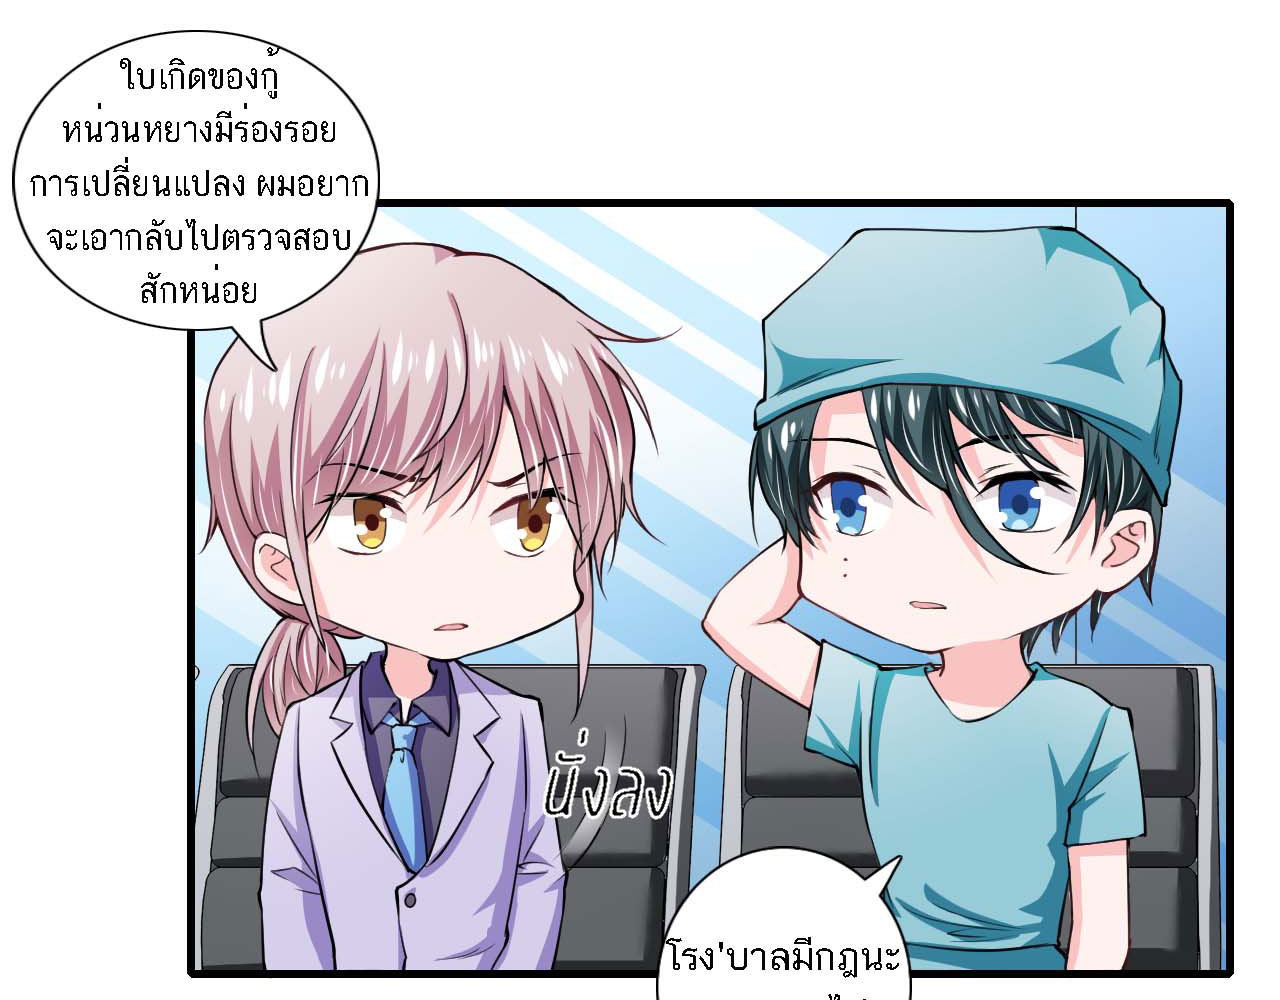 ใบเกิดของกู้
หน่วนหยางมีร่องรอย
การเปลี่ยนแปลง ผมอยาก
จะเอากลับไปตรวจสอบ
สักหน่อย
นั่งลง
โรง'บาลมีกฎนะ